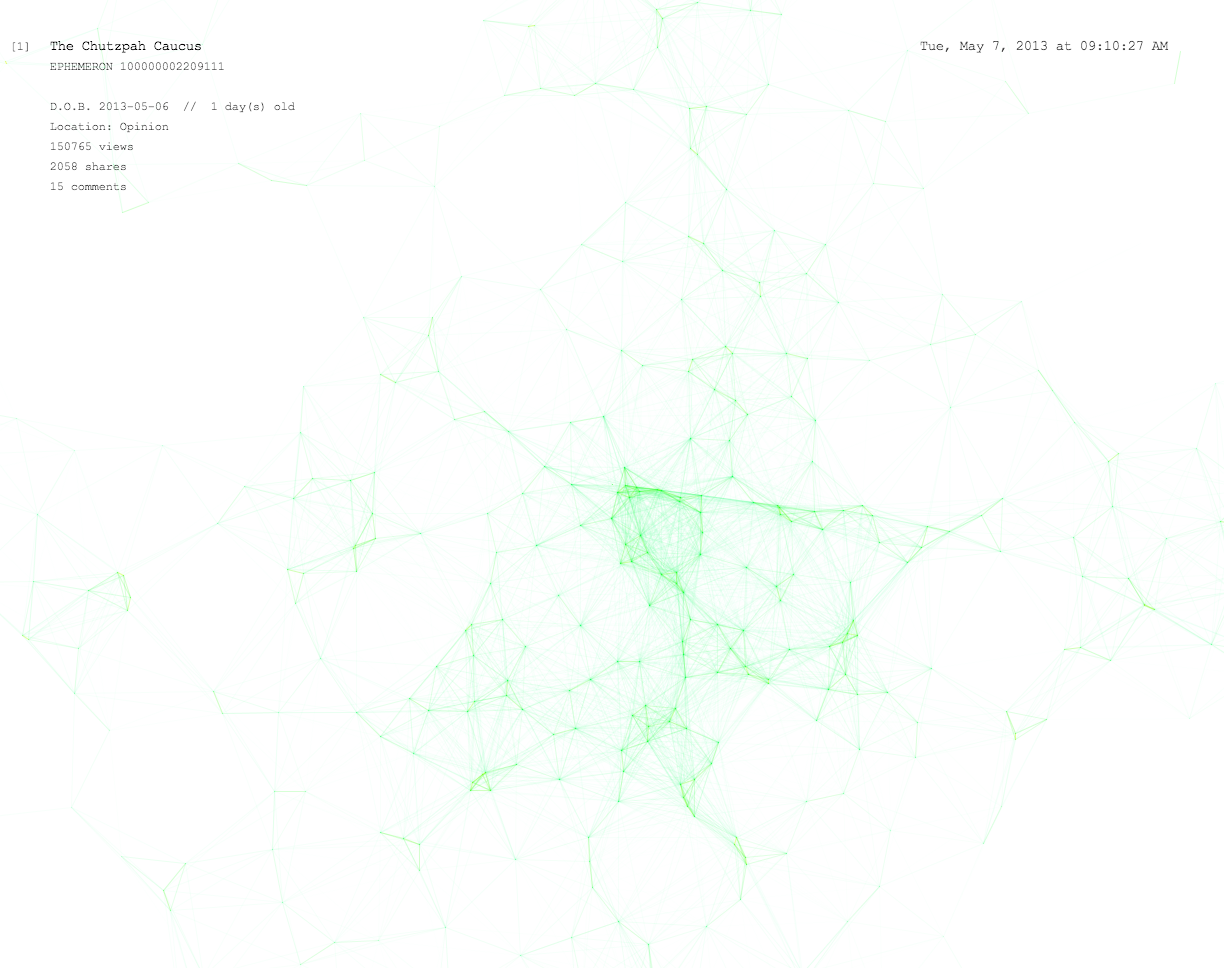 [1] The Chutzpah Caucus
Tue, May 7, 2013 at 09:10:27 AM
EPHEMERON 100000002209111
D.O.B. 2013-05-06 // 1 day(s) old
Location: Opinion
150765 views
2058 shares
15 comments